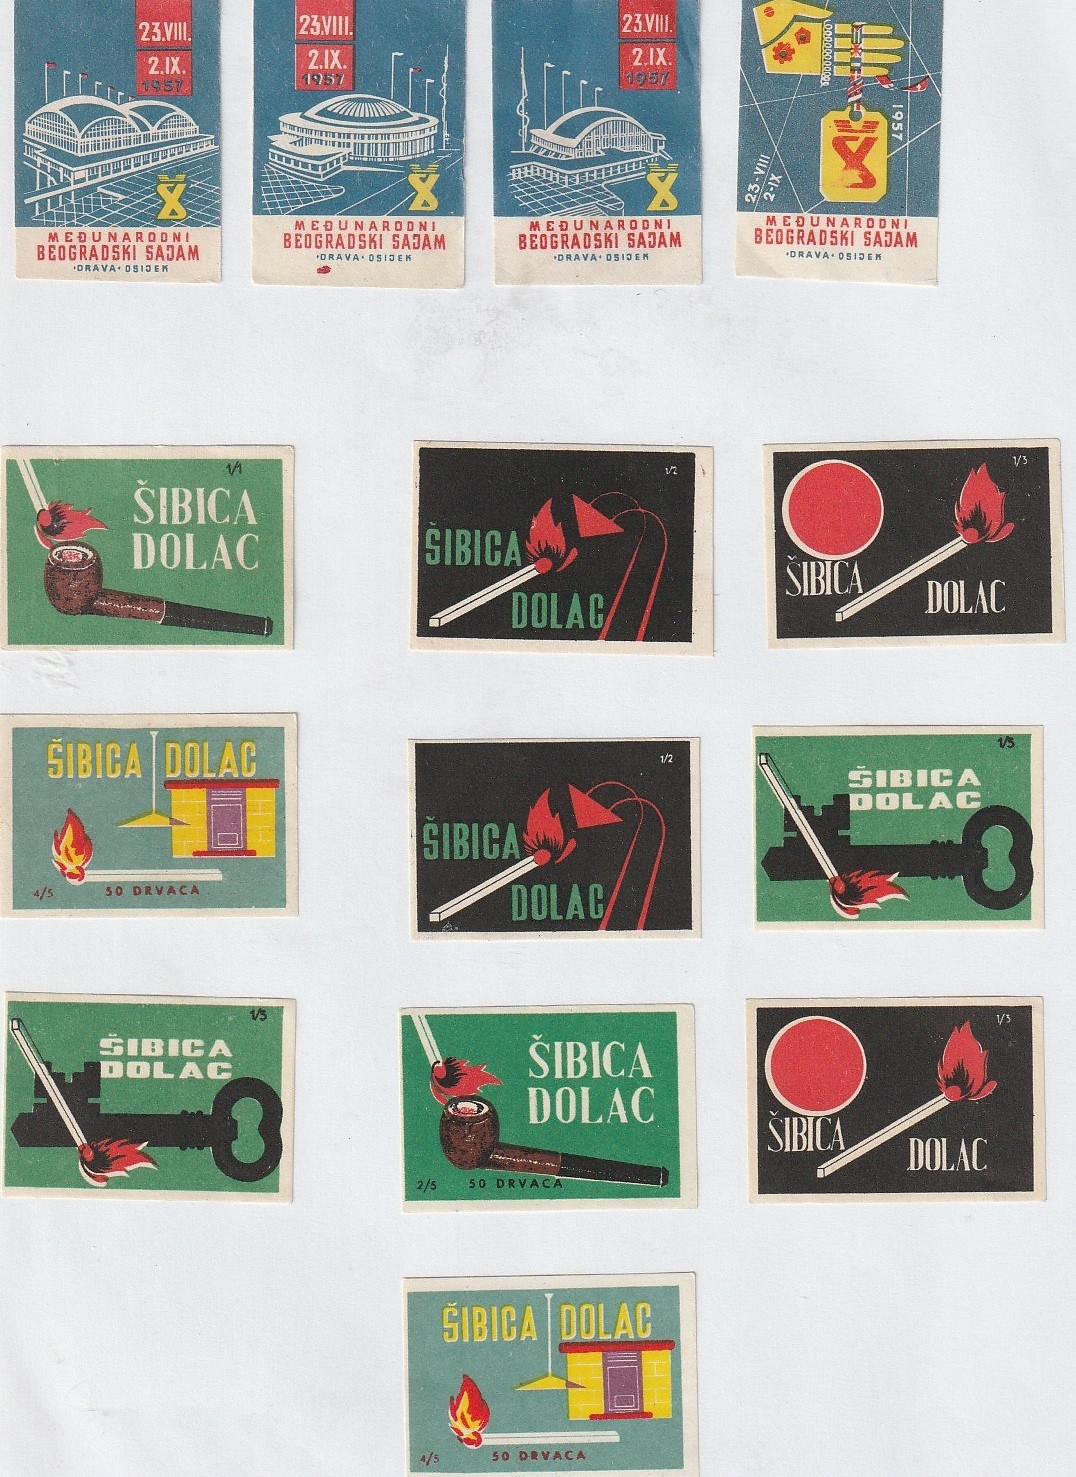 23.VIII.
2.IX.
1957
MEĐUNARODNI
BEOGRADSKI SAJAM
·DRAVA·OSIJEK
23.VIII.
2.IX.
1957
MEĐUNARODNI
BEOGRADSKI SAJAM
·DRAVA·OSIJEK
23.VIII.
2.IX.
1957
MEĐUNARODNI
BEOGRADSKI SAJAM
·DRAVA·OSIJEK
1957
23-VIII
2-IX
MEĐUNARODNI
BEOGRADSKI SAJAM
·DRAVA·OSIJEK
1/1
ŠIBICA
DOLAC
1/2
ŠIBICA
DOLAC
1/3
ŠIBICA
DOLAC
ŠIBICA DOLAC
4/5 50 DRVACA
1/2
ŠIBICA
DOLAC
1/5
ŠIBICA
DOLAC
1/5
ŠIBICA
DOLAC
ŠIBICA
DOLAC
2/5 50 DRVACA
1/3
ŠIBICA
DOLAC
ŠIBICA DOLAC
4/5 50 DRVACA